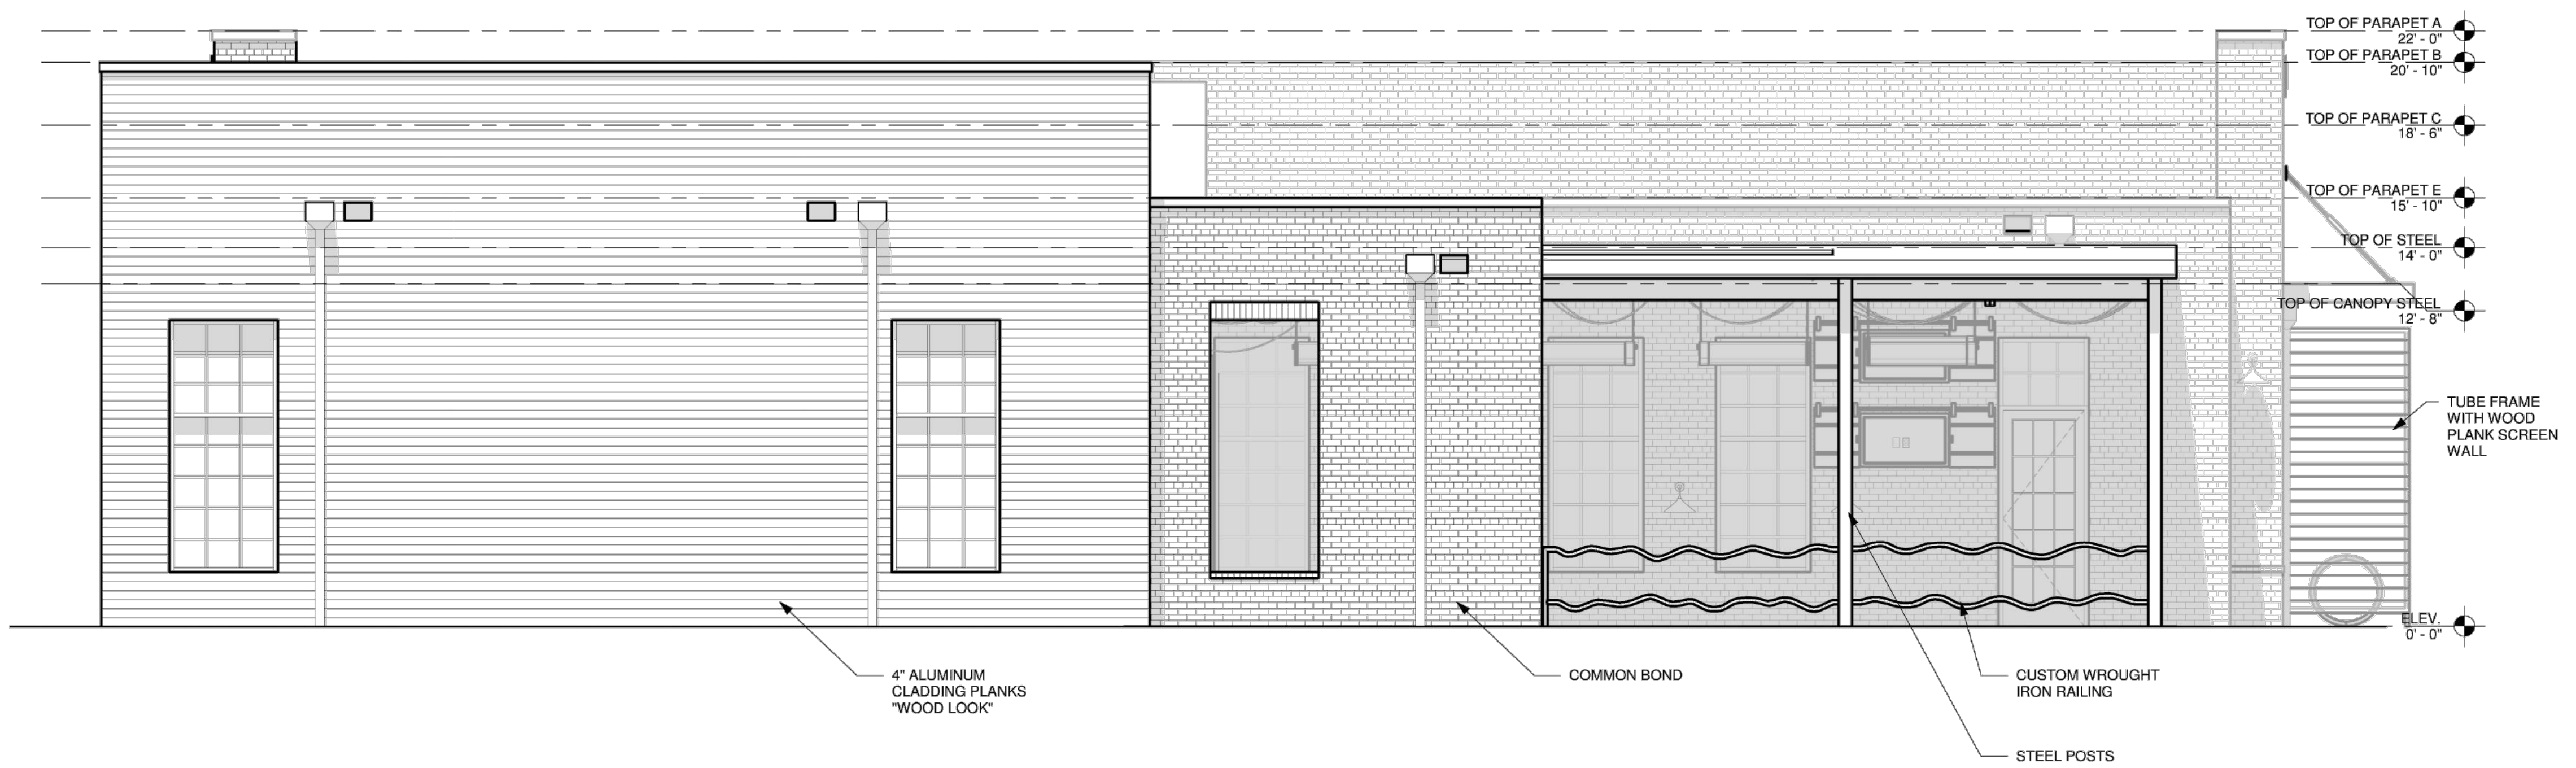 TOP OF PARAPET A
22' - 0"
TOP OF PARAPET B
20' - 10"
TOP OF PARAPET C
18' - 6"
TOP OF PARAPET E
15' - 10"
TOP OF STEEL
14' - 0"
TOP OF CANOPY STEEL
12' - 8"
TUBE FRAME
WITH WOOD
PLANK SCREEN
WALL
ELEV.
0' - 0"
4" ALUMINUM
CLADDING PLANKS
"WOOD LOOK"
COMMON BOND
CUSTOM WROUGHT
IRON RAILING
STEEL POSTS